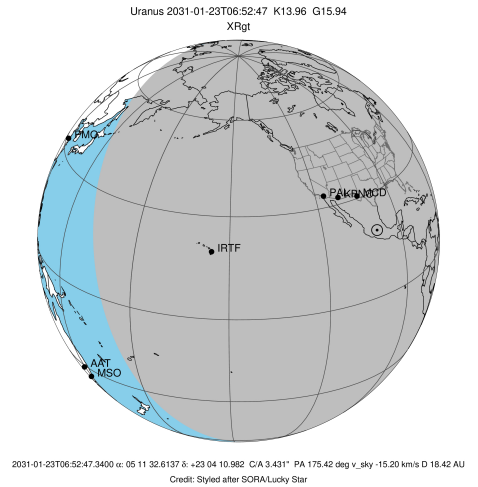 Uranus 2031-01-23T06:52:47 K13.96 G15.94
XRgt
PMO
PAL
MCD
IRTF
AAT
MSO
2031-01-23T06:52:47.3400 α: 05 11 32.6137 δ: +23 04 10.982 C/A 3.431" PA 175.42 deg v_sky -15.20 km/s D 18.42 AU
Credit: Styled after SORA/Lucky Star